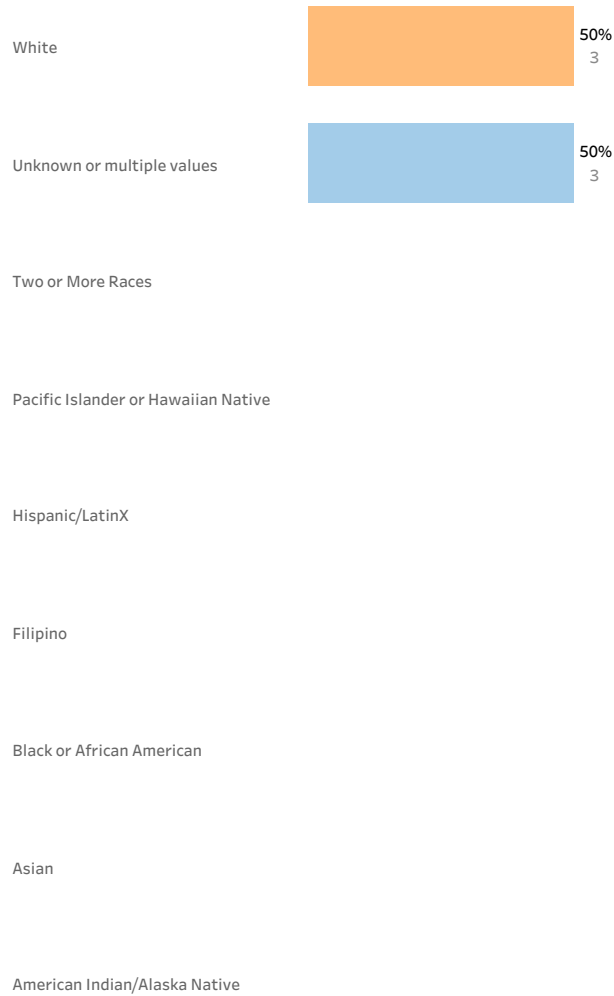 White
50%
3
Unknown or multiple values
50%
3
Two or More Races
Pacific Islander or Hawaiian Native
Hispanic/LatinX
Filipino
Black or African American
Asian
American Indian/Alaska Native